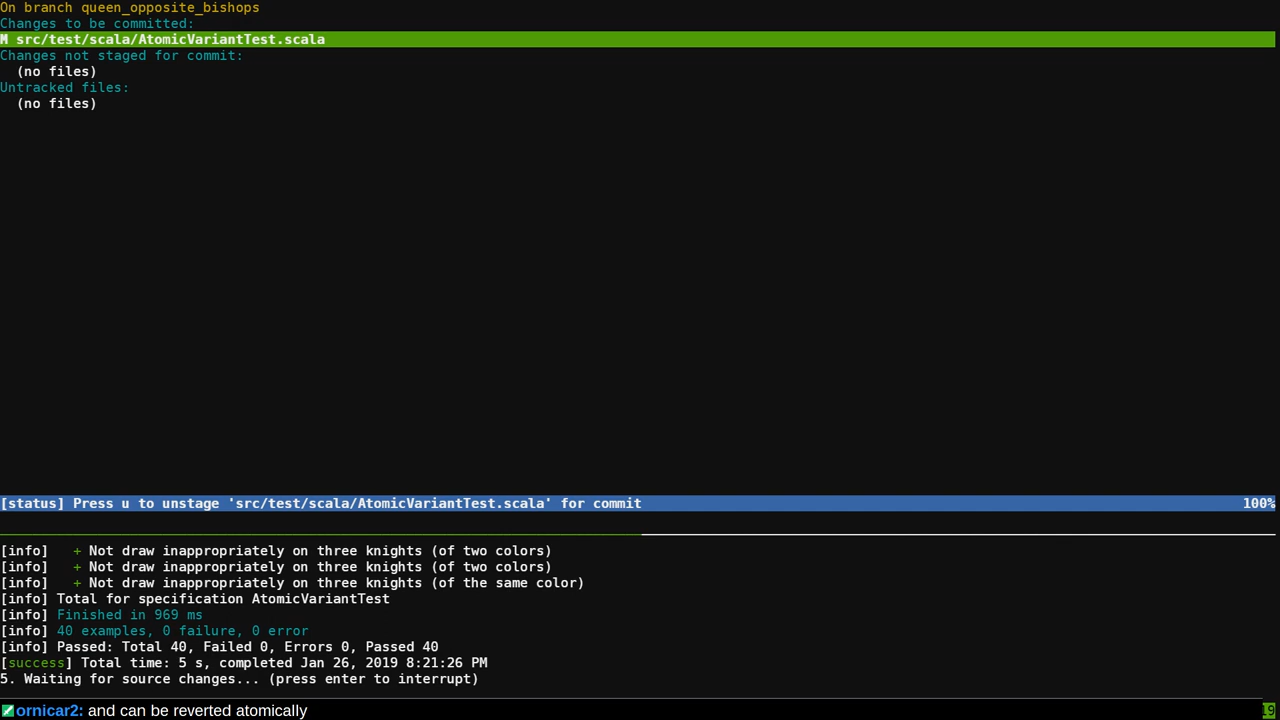 On branch queen_opposite_bishops
Changes to be committed:
M src/test/scala/AtomicVariantTest.scala
Changes not staged for commit:
(no files)
Untracked files:
(no files)
[status] Press u to unstage 'src/test/scala/AtomicVariantTest.scala' for commit 100%
[info] + Not draw inappropriately on three knights (of two colors)
[info] + Not draw inappropriately on three knights (of two colors)
[info] + Not draw inappropriately on three knights (of the same color)
[info] Total for specification AtomicVariantTest
[info] Finished in 969 ms
[info] 40 examples, 0 failure, 0 error
[info] Passed: Total 40, Failed 0, Errors 0, Passed 40
[success] Total time: 5 s, completed Jan 26, 2019 8:21:26 PM
5. Waiting for source changes... (press enter to interrupt)
ornicar2: and can be reverted atomically